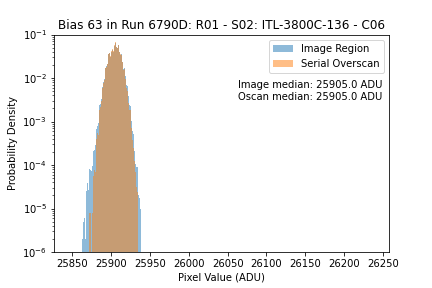 Bias 63 in Run 6790D: R01 - S02: ITL-3800C-136 - C06
Image Region
Serial Overscan
Image median: 25905.0 ADU
Oscan median: 25905.0 ADU
Probability Density
10⁻¹
10⁻²
10⁻³
10⁻⁴
10⁻⁵
10⁻⁶
25850 25900 25950 26000 26050 26100 26150 26200 26250
Pixel Value (ADU)